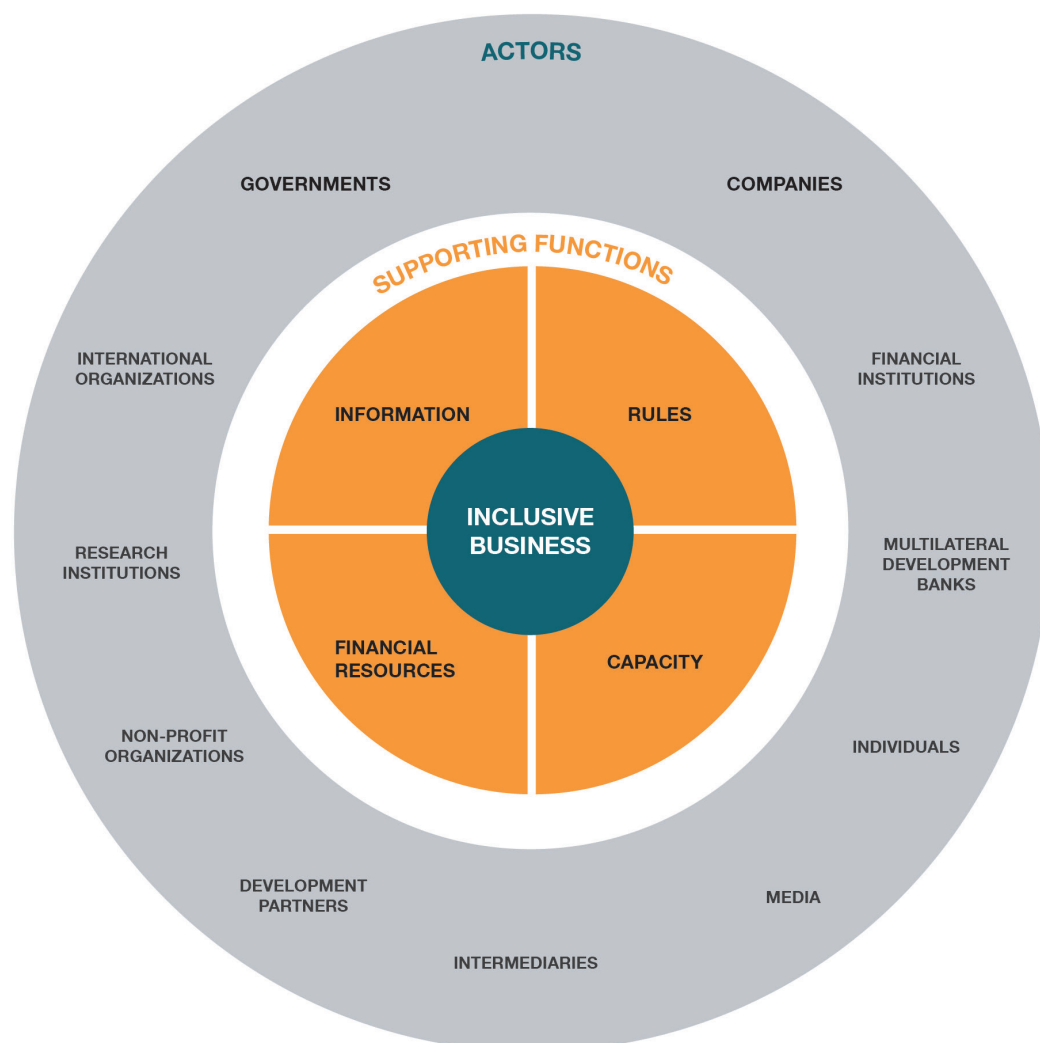 ACTORS
GOVERNMENTS
COMPANIES
SUPPORTING FUNCTIONS
INTERNATIONAL
ORGANIZATIONS
FINANCIAL
INSTITUTIONS
INFORMATION
RULES
INCLUSIVE
BUSINESS
RESEARCH
INSTITUTIONS
MULTILATERAL
DEVELOPMENT
BANKS
FINANCIAL
RESOURCES
CAPACITY
NON-PROFIT
ORGANIZATIONS
INDIVIDUALS
DEVELOPMENT
PARTNERS
MEDIA
INTERMEDIARIES